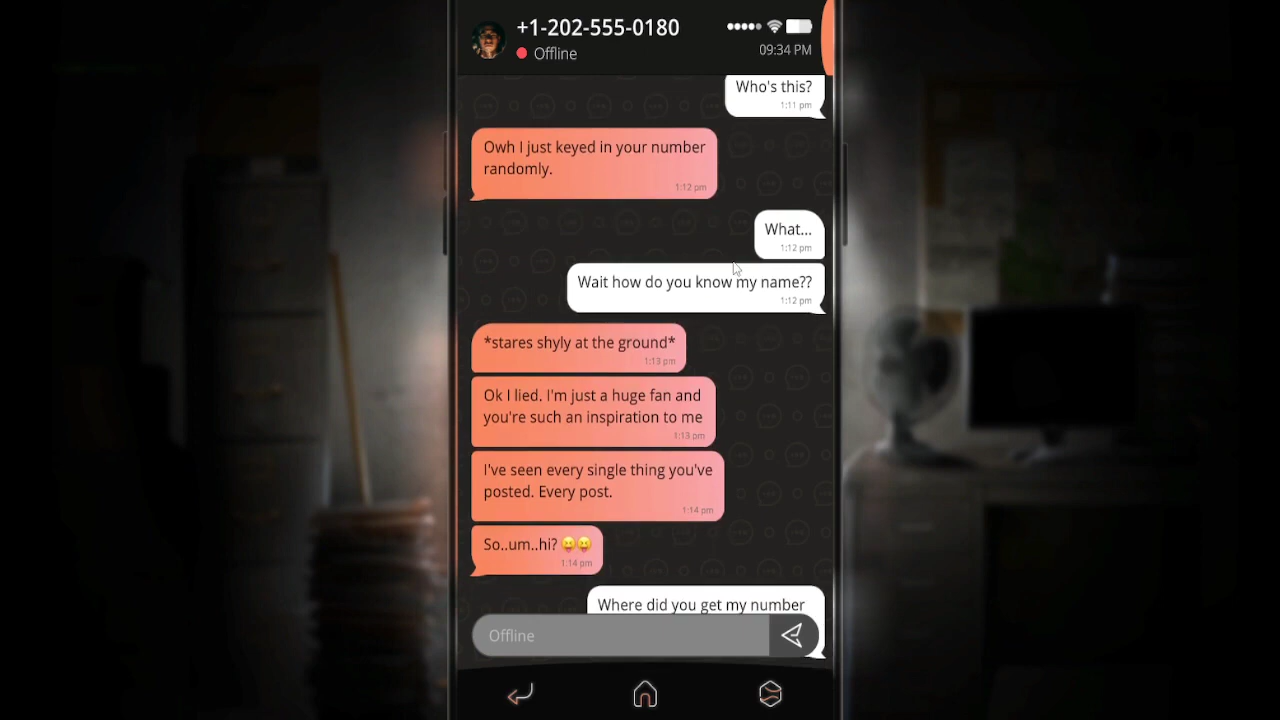 +1-202-555-0180
Offline
09:34 PM
Who's this?
1:11 pm
Owh I just keyed in your number
randomly.
1:12 pm
What...
1:12 pm
Wait how do you know my name??
1:12 pm
*stares shyly at the ground*
1:13 pm
Ok I lied. I'm just a huge fan and
you're such an inspiration to me
1:13 pm
I've seen every single thing you've
posted. Every post.
1:14 pm
So..um..hi? 😝😝
1:14 pm
Where did you get my number
Offline